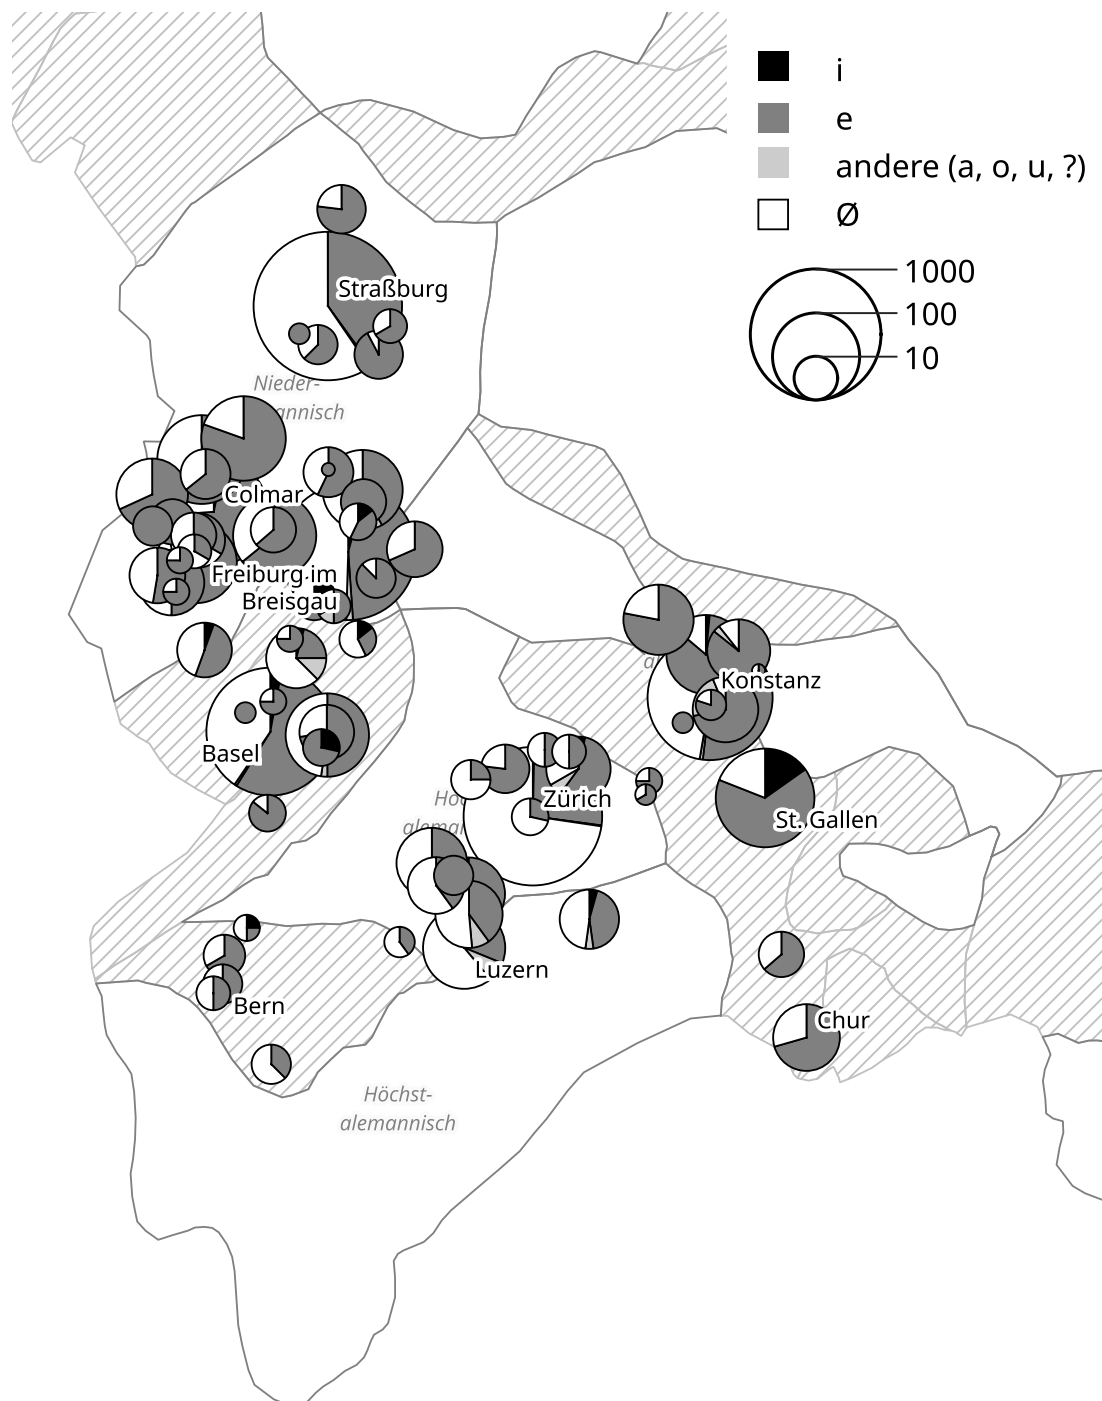 i
e
andere (a, o, u, ?)
Ø
1000
100
10
Straßburg
Nieder-
Colmar
Freiburg im
Breisgau
Konstanz
Basel
Zürich
St. Gallen
Luzern
Bern
Chur
Höchst-
alemannisch